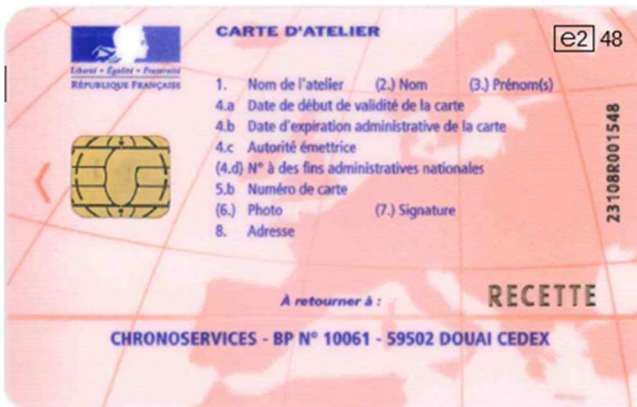 CARTE D'ATELIER
e2 48
Liberté • Égalité • Fraternité
RÉPUBLIQUE FRANÇAISE
1. Nom de l'atelier (2.) Nom (3.) Prénom(s)
4.a Date de début de validité de la carte
4.b Date d'expiration administrative de la carte
4.c Autorité émettrice
(4.d) N° à des fins administratives nationales
5.b Numéro de carte
(6.) Photo (7.) Signature
8. Adresse
23108R001548
À retourner à :
RECETTE
CHRONOSERVICES - BP N° 10061 - 59502 DOUAI CEDEX